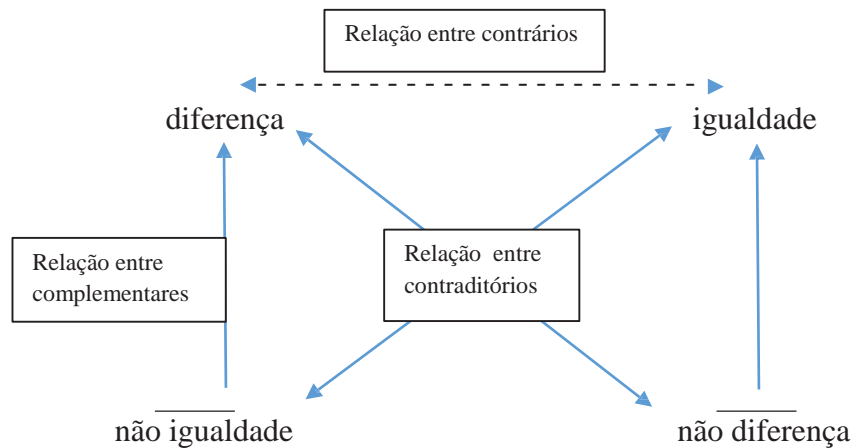 Relação entre contrários
diferença
igualdade
Relação entre
complementares
Relação entre
contraditórios
não igualdade
não diferença